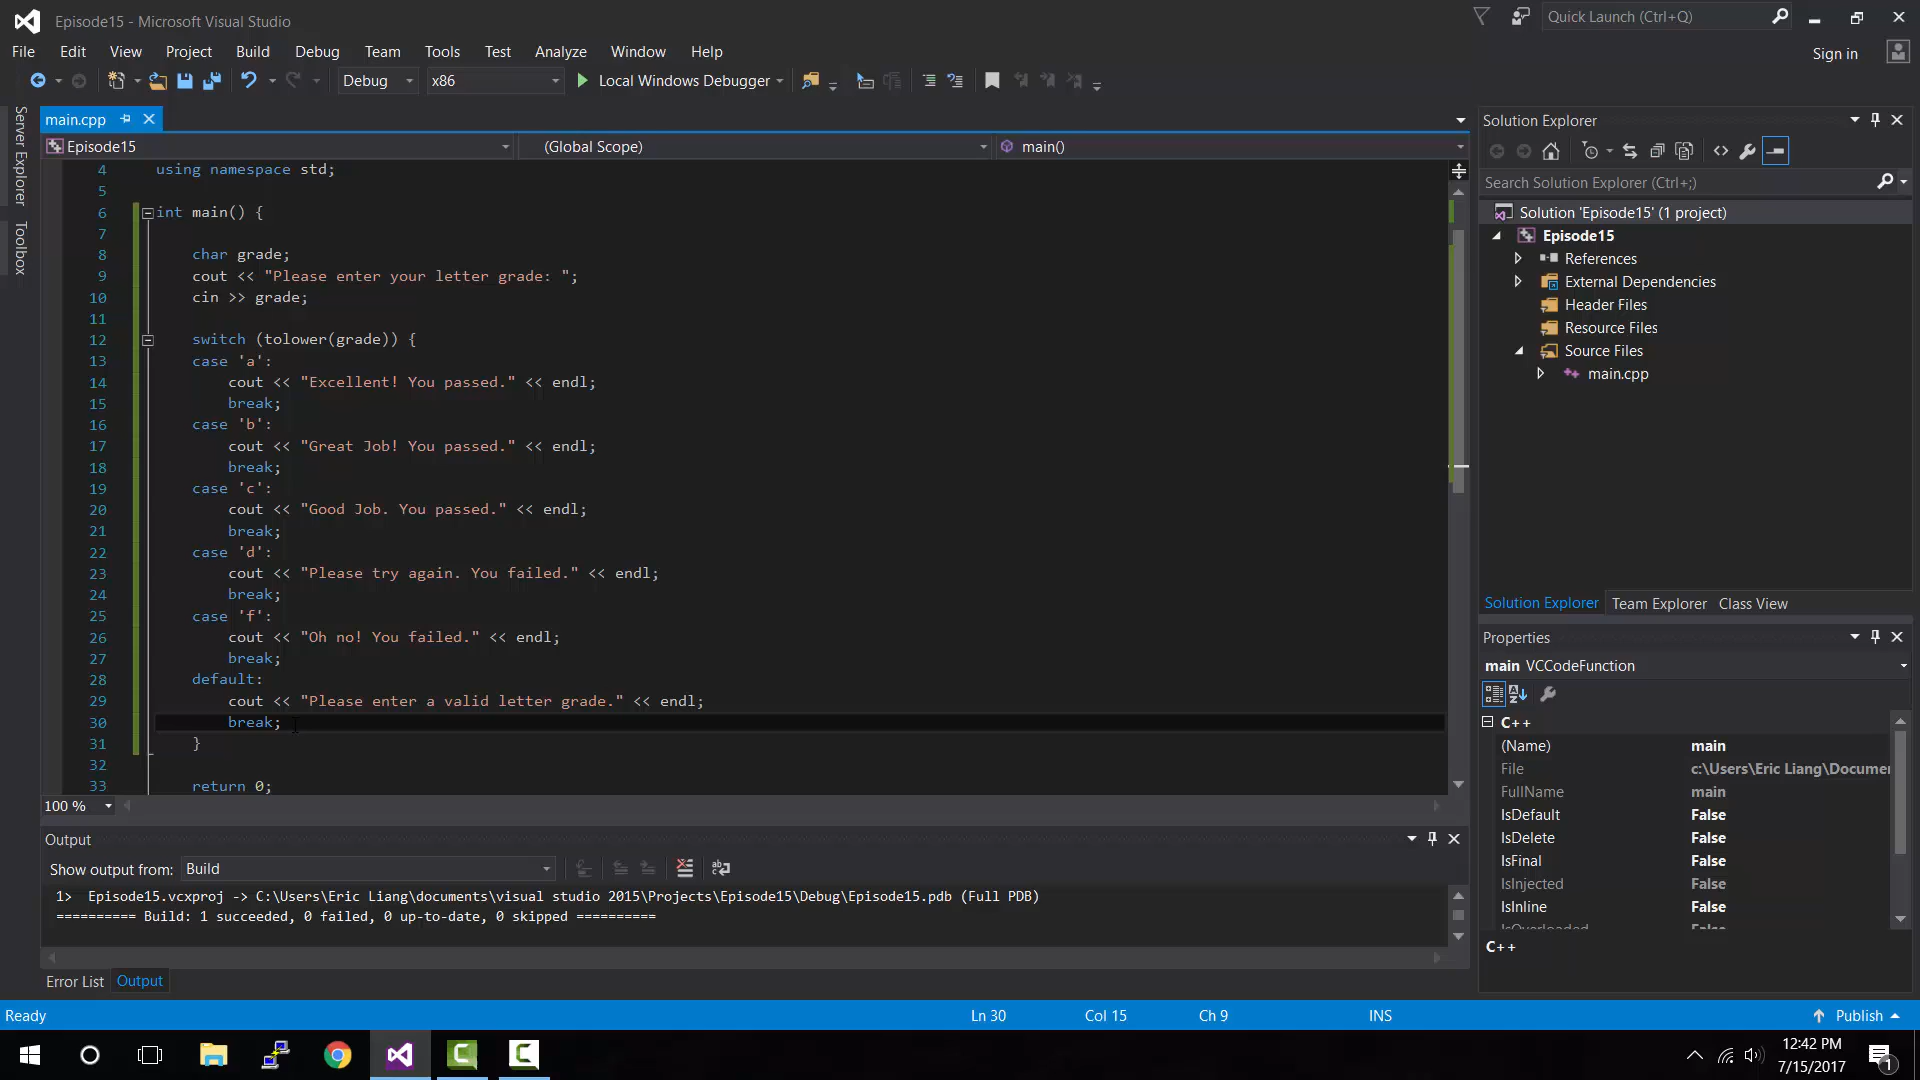 Episode15 - Microsoft Visual Studio
Quick Launch (Ctrl+Q)
File Edit View Project Build Debug Team Tools Test Analyze Window Help
Sign in
Debug x86 Local Windows Debugger
Server Explorer
Toolbox
main.cpp
Episode15 (Global Scope) main()
4 using namespace std;
5
6 int main() {
7
8 char grade;
9 cout << "Please enter your letter grade: ";
10 cin >> grade;
11
12 switch (tolower(grade)) {
13 case 'a':
14 cout << "Excellent! You passed." << endl;
15 break;
16 case 'b':
17 cout << "Great Job! You passed." << endl;
18 break;
19 case 'c':
20 cout << "Good Job. You passed." << endl;
21 break;
22 case 'd':
23 cout << "Please try again. You failed." << endl;
24 break;
25 case 'f':
26 cout << "Oh no! You failed." << endl;
27 break;
28 default:
29 cout << "Please enter a valid letter grade." << endl;
30 break;
31 }
32
33 return 0;
100 %
Output
Show output from: Build
1> Episode15.vcxproj -> C:\Users\Eric Liang\documents\visual studio 2015\Projects\Episode15\Debug\Episode15.pdb (Full PDB)
========== Build: 1 succeeded, 0 failed, 0 up-to-date, 0 skipped ==========
Error List Output
Solution Explorer
Search Solution Explorer (Ctrl+;)
Solution 'Episode15' (1 project)
Episode15
References
External Dependencies
Header Files
Resource Files
Source Files
main.cpp
Solution Explorer Team Explorer Class View
Properties
main VCCodeFunction
C++
(Name) main
File c:\Users\Eric Liang\Documer
FullName main
IsDefault False
IsDelete False
IsFinal False
IsInjected False
IsInline False
IsOverloaded False
C++
Ready Ln 30 Col 15 Ch 9 INS Publish
12:42 PM
7/15/2017
1